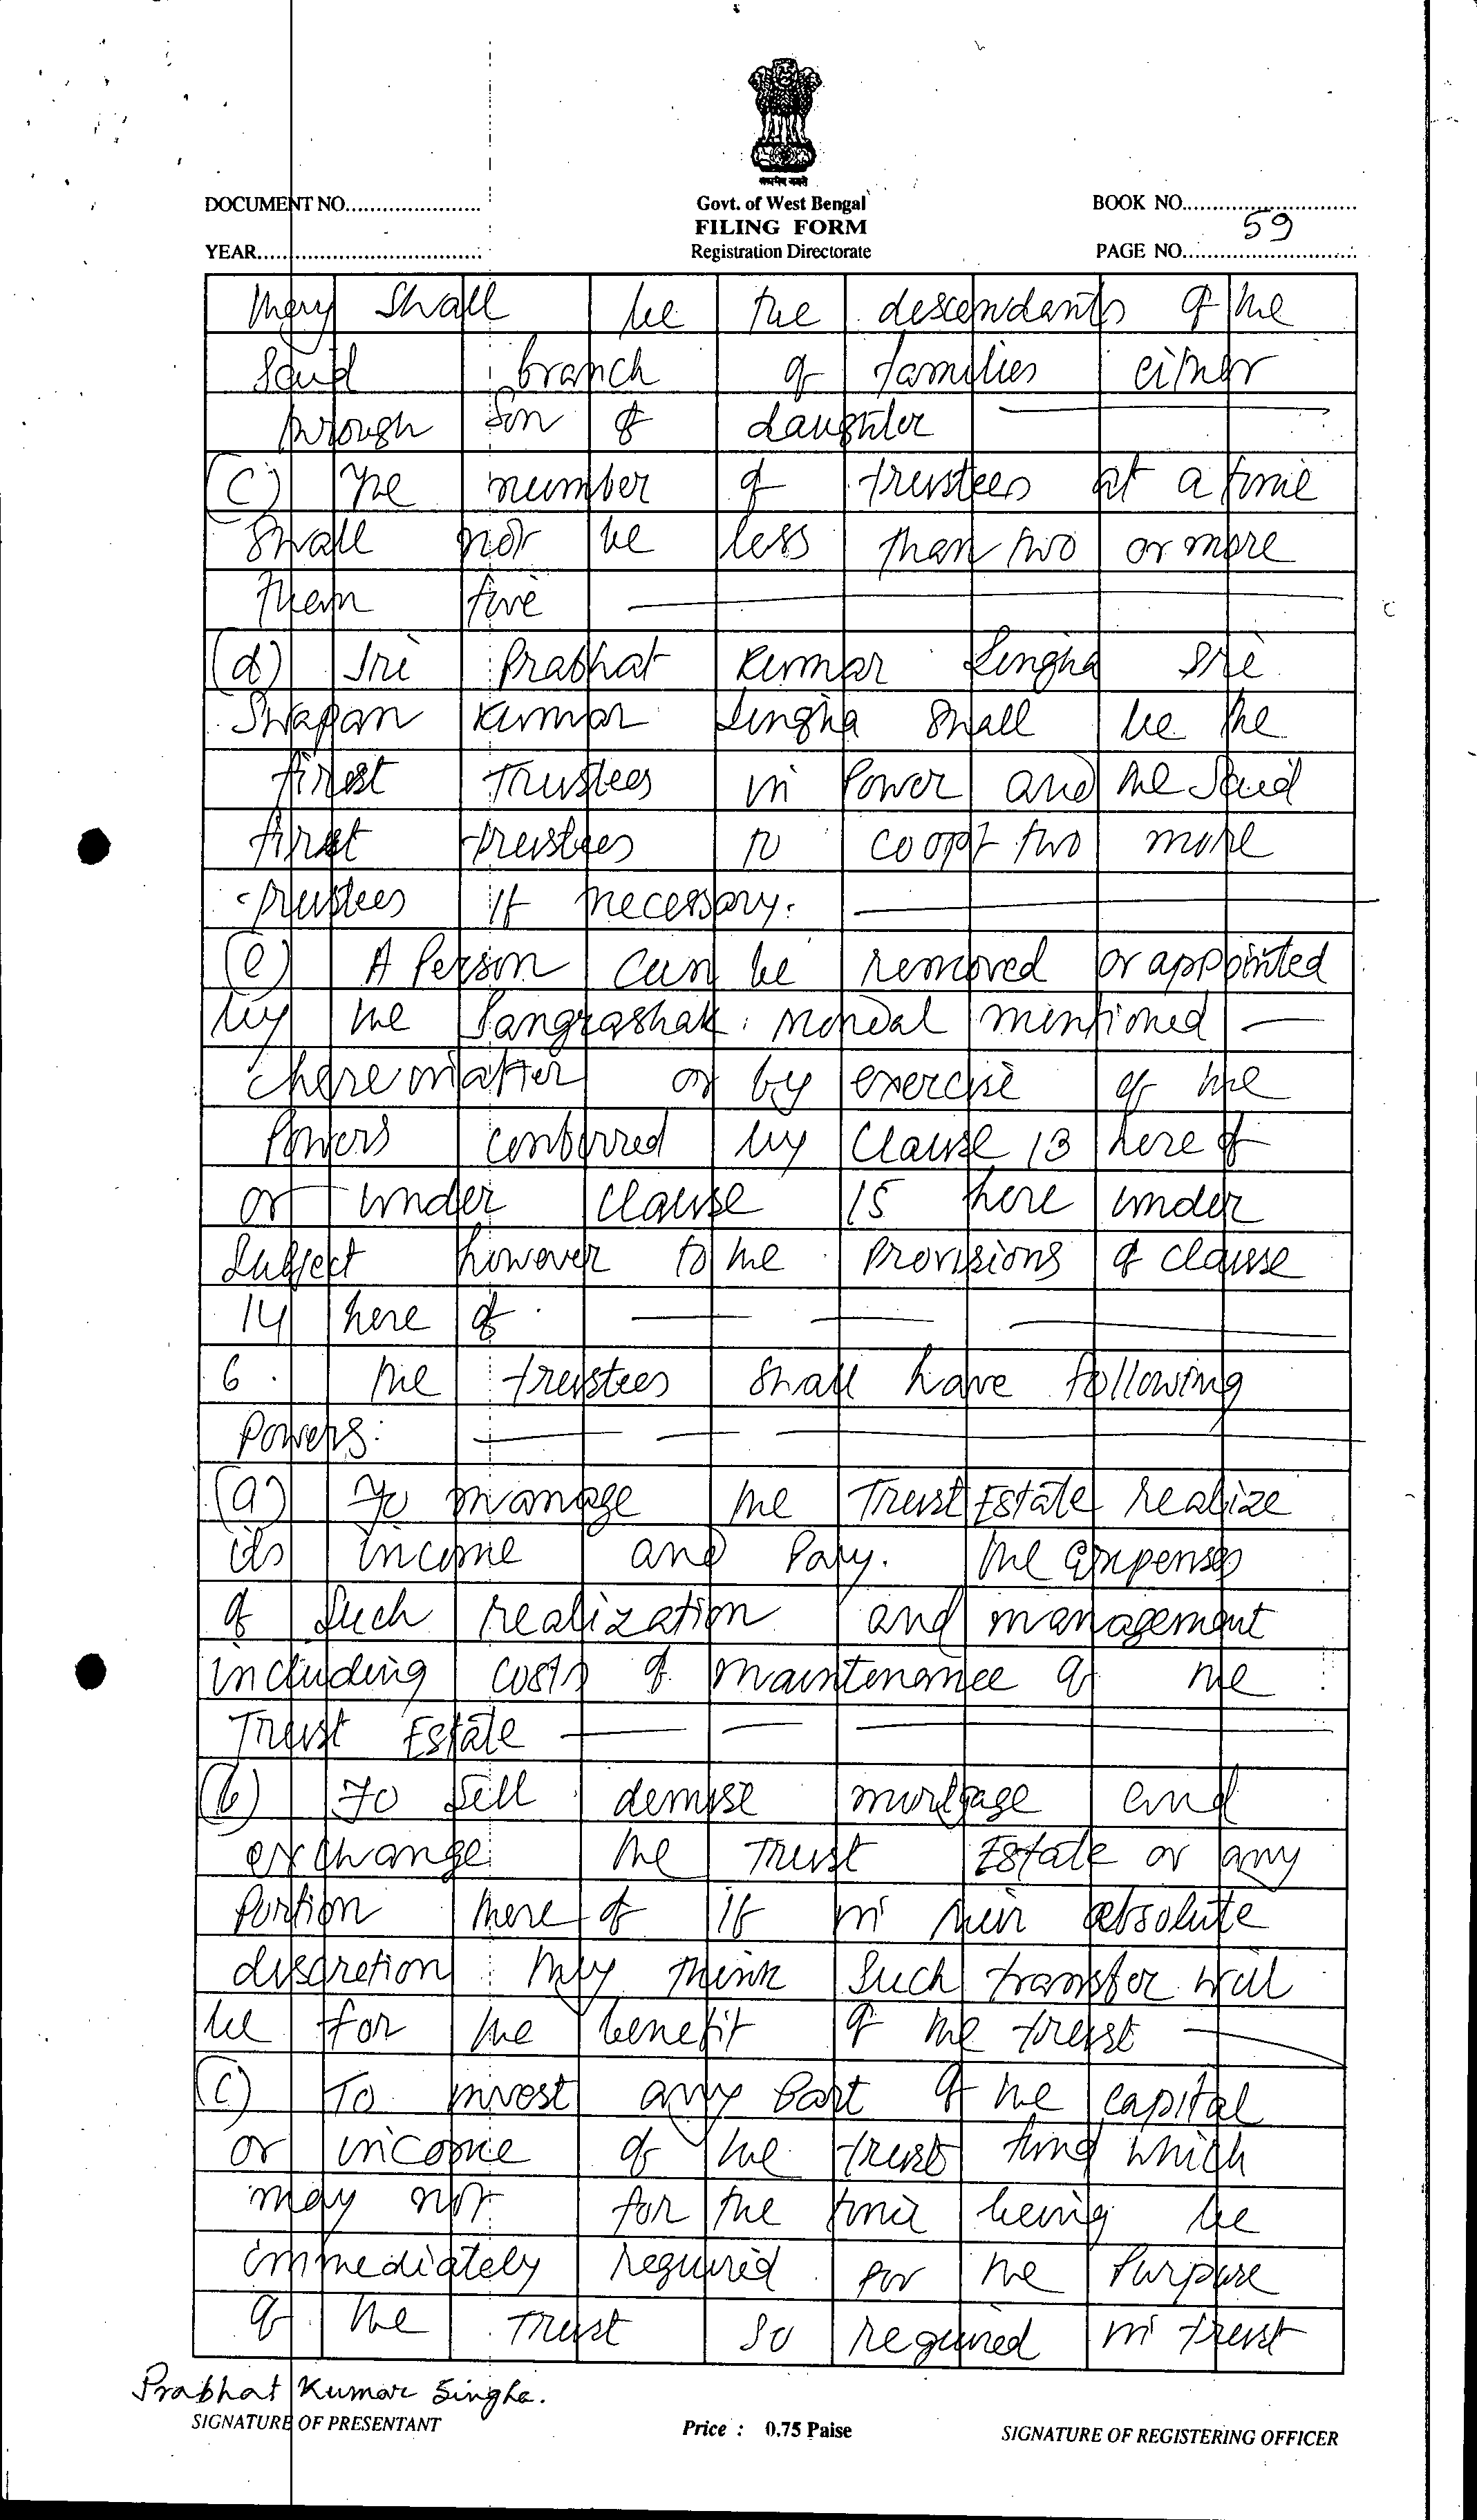 सत्यमेव जयते
DOCUMENT NO.......................
Govt. of West Bengal
BOOK NO.............................
FILING FORM
59
YEAR......................................
Registration Directorate
PAGE NO.............................
they shall be the descendants of the
said branch of families either
through son of daughter
(c) The number of trustees at a time
shall not be less than two or more
them five
(d) Sri Prabhat Kumar Singha Sri
Swapan Kumar Singha shall be the
first Trustees in Power and the said
first trustees to coopt two more
trustees if necessary.
(e) A Person can be removed or appointed
by the Sangrashak Mondal mentioned
hereinafter or by exercise of the
Powers conferred by Clause 13 here of
or under clause 15 here under
Subject however to the Provisions of clause
14 here of
6. The trustees shall have following
Powers:
(a) To manage the Trust Estate realize
its income and Pay. the expenses
of such realization and management
including costs of maintenance of the
Trust Estate
(b) To sell demise mortgage and
exchange the Trust Estate or any
Portion there of if in their absolute
discretion they think such transfer will
be for the benefit of the trust
(c) To invest any Part of the capital
or income of the trust fund which
may not for the time being be
immediately required for the Purpose
of the Trust so required in trust
Prabhat Kumar Singha.
SIGNATURE OF PRESENTANT
Price : 0.75 Paise
SIGNATURE OF REGISTERING OFFICER